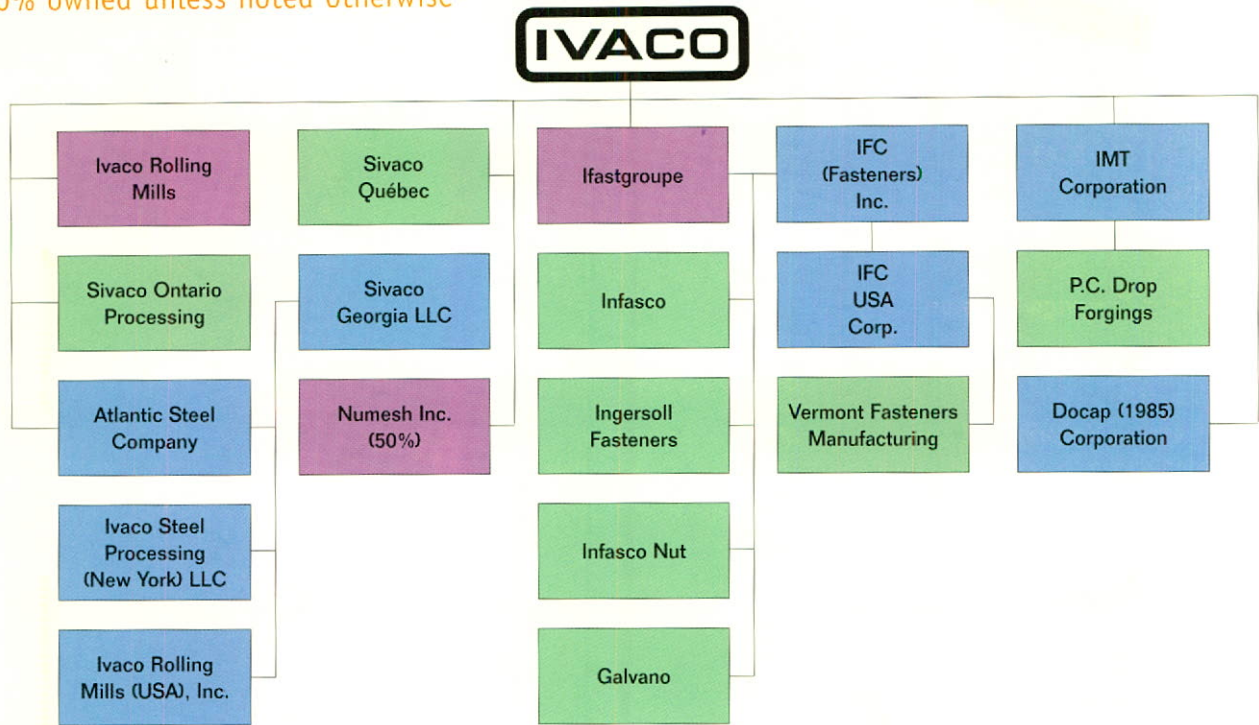 owned unless noted otherwise
IVACO
Ivaco Rolling
Mills
Sivaco
Québec
Ifastgroupe
IFC
(Fasteners)
Inc.
IMT
Corporation
Sivaco Ontario
Processing
Sivaco
Georgia LLC
Infasco
IFC
USA
Corp.
P.C. Drop
Forgings
Atlantic Steel
Company
Numesh Inc.
(50%)
Ingersoll
Fasteners
Vermont Fasteners
Manufacturing
Docap (1985)
Corporation
Ivaco Steel
Processing
(New York) LLC
Infasco Nut
Ivaco Rolling
Mills (USA), Inc.
Galvano